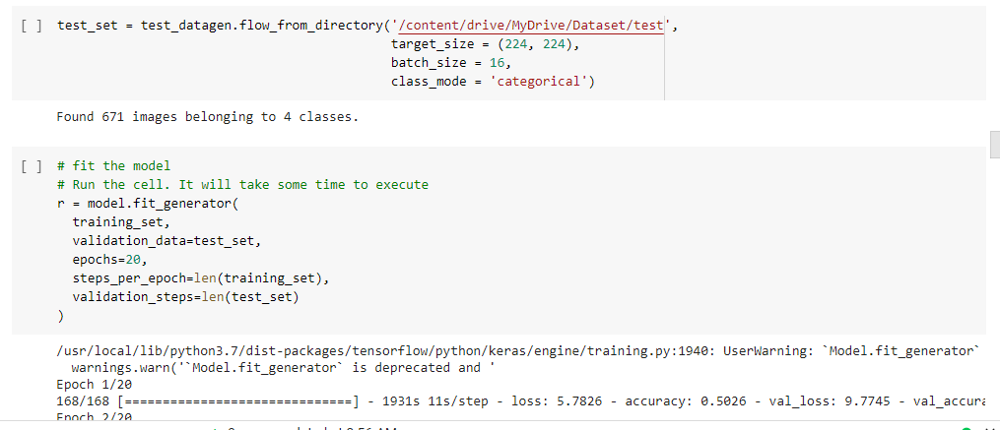 [ ] test_set = test_datagen.flow_from_directory('/content/drive/MyDrive/Dataset/test',
target_size = (224, 224),
batch_size = 16,
class_mode = 'categorical')
Found 671 images belonging to 4 classes.
[ ] # fit the model
# Run the cell. It will take some time to execute
r = model.fit_generator(
training_set,
validation_data=test_set,
epochs=20,
steps_per_epoch=len(training_set),
validation_steps=len(test_set)
)
/usr/local/lib/python3.7/dist-packages/tensorflow/python/keras/engine/training.py:1940: UserWarning: `Model.fit_generator`
warnings.warn('`Model.fit_generator` is deprecated and '
Epoch 1/20
168/168 [==============================] - 1931s 11s/step - loss: 5.7826 - accuracy: 0.5026 - val_loss: 9.7745 - val_accura
Epoch 2/20